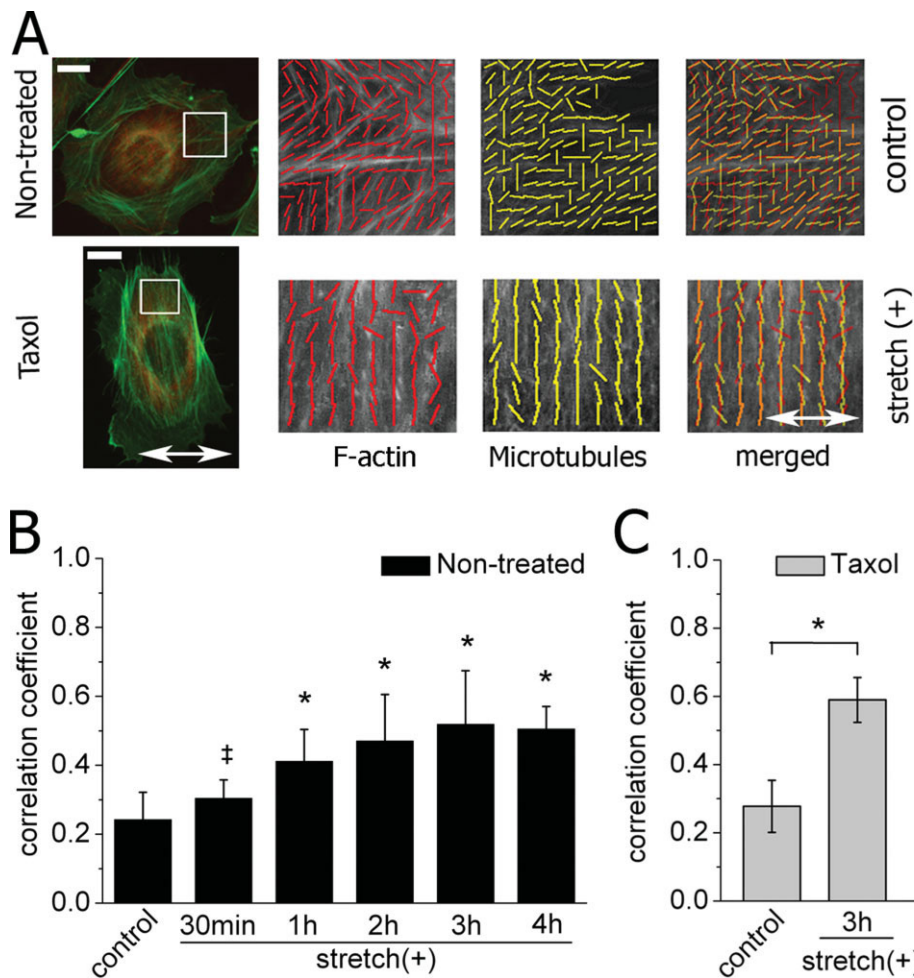 A
Non-treated
control
Taxol
stretch (+)
F-actin
Microtubules
merged
B
correlation coefficient
1.0
0.8
0.6
0.4
0.2
0.0
Non-treated
‡
*
*
*
*
control
30min
1h
2h
3h
4h
stretch(+)
C
correlation coefficient
1.0
0.8
0.6
0.4
0.2
0.0
Taxol
*
control
3h
stretch(+)